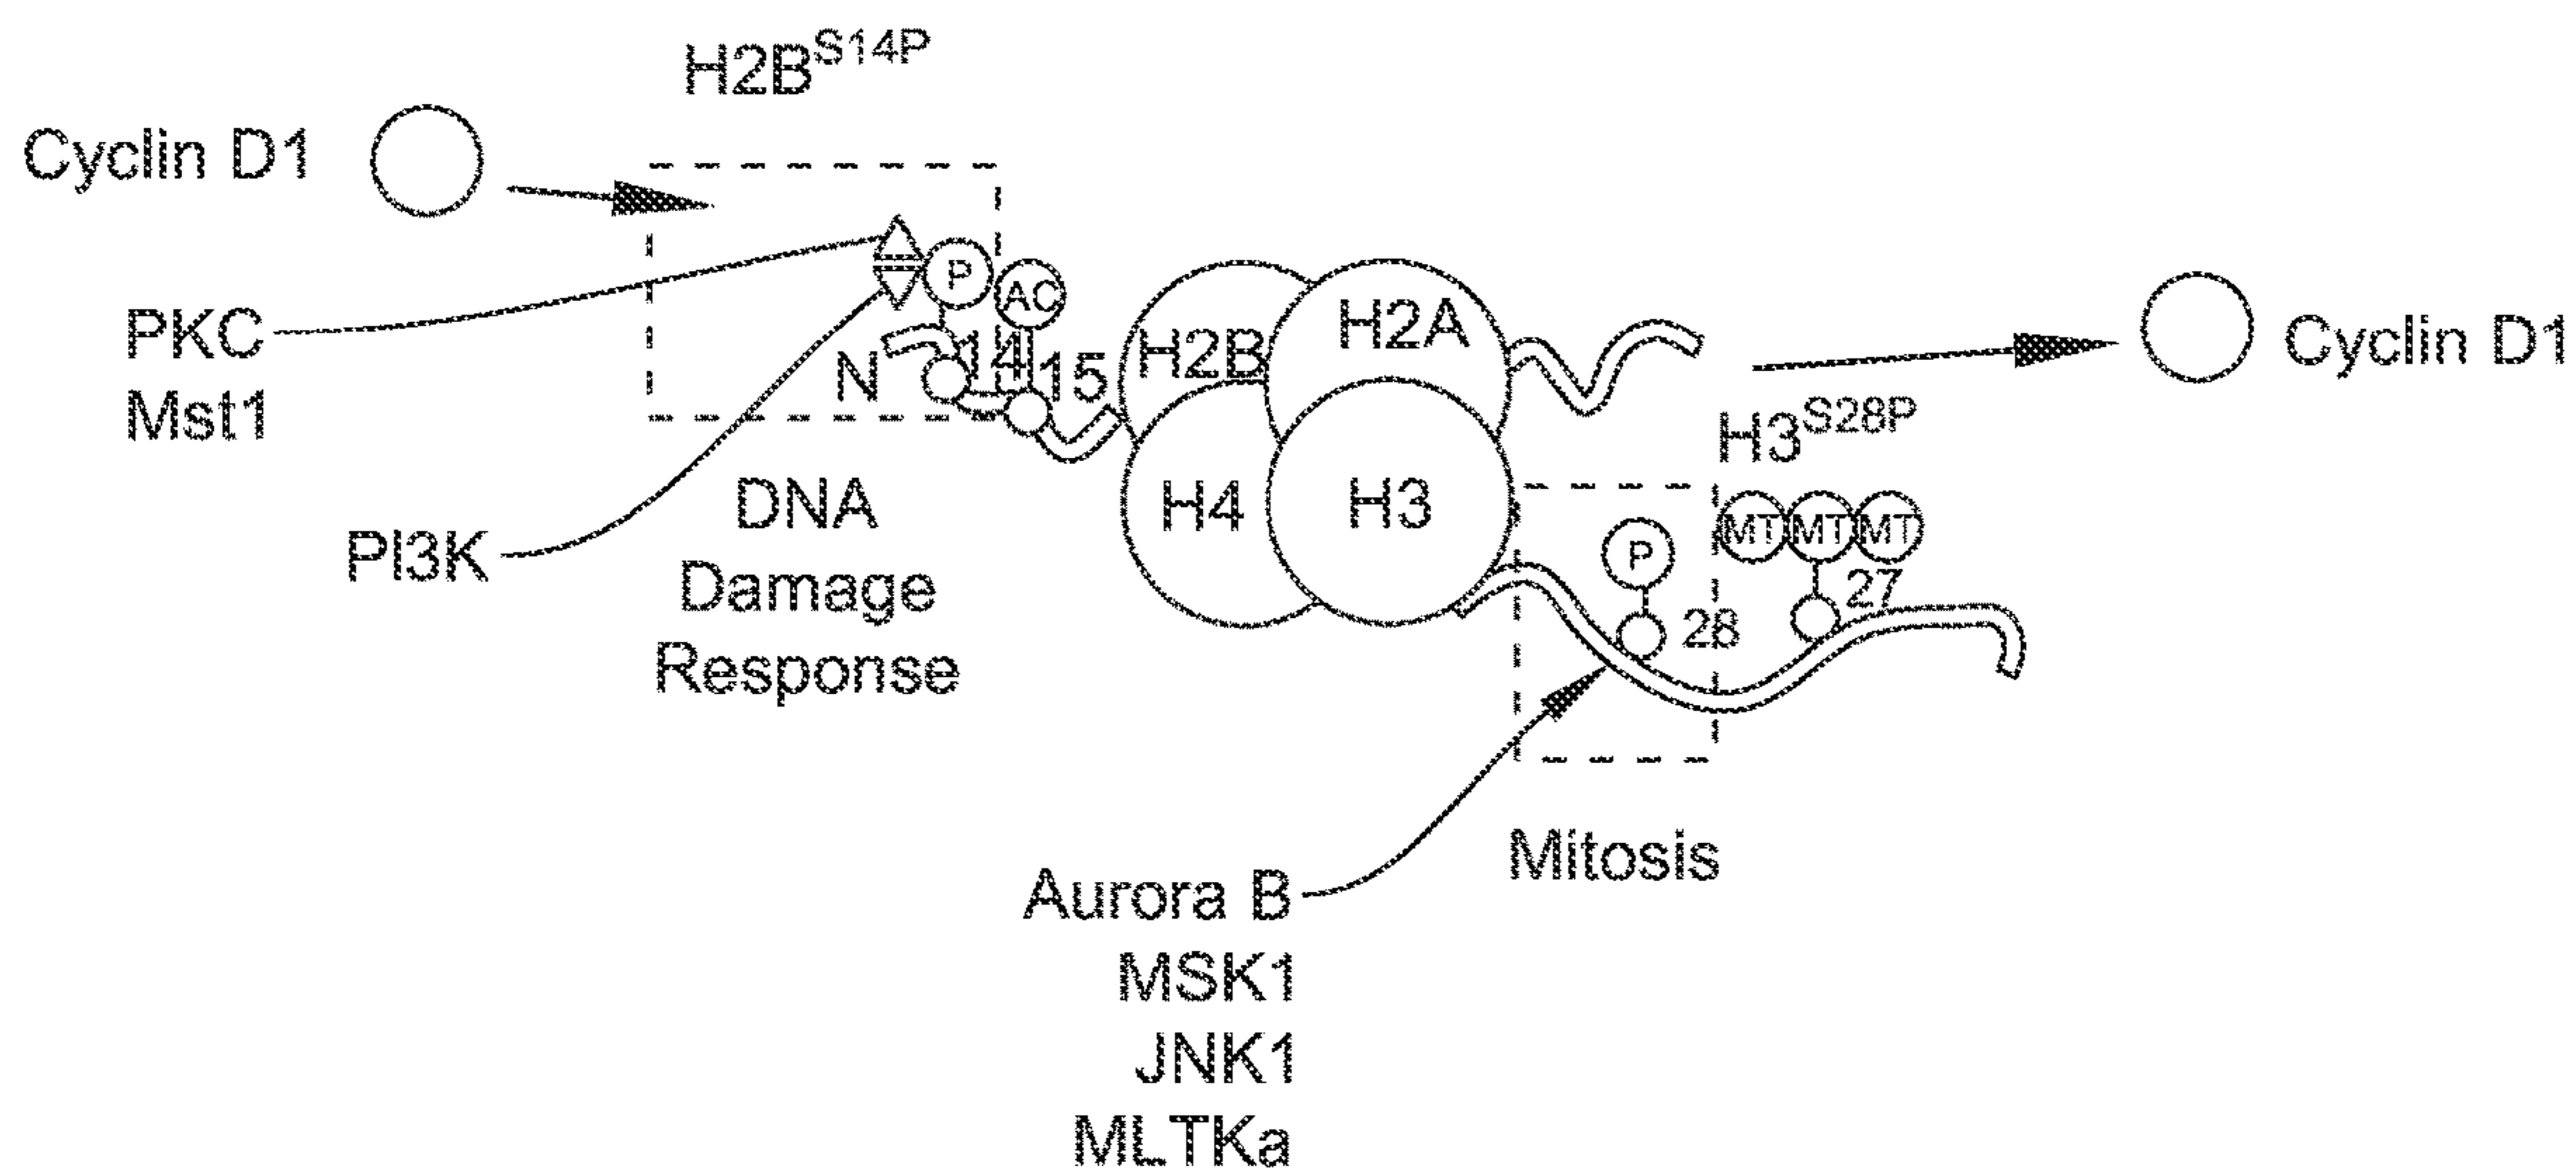 H2B^S14P
Cyclin D1
P
AC
PKC
Mst1
N
14
15
H2B
H2A
H4
H3
Cyclin D1
H3^S28P
MT MT MT
P
28
27
PI3K
DNA
Damage
Response
Mitosis
Aurora B
MSK1
JNK1
MLTKa